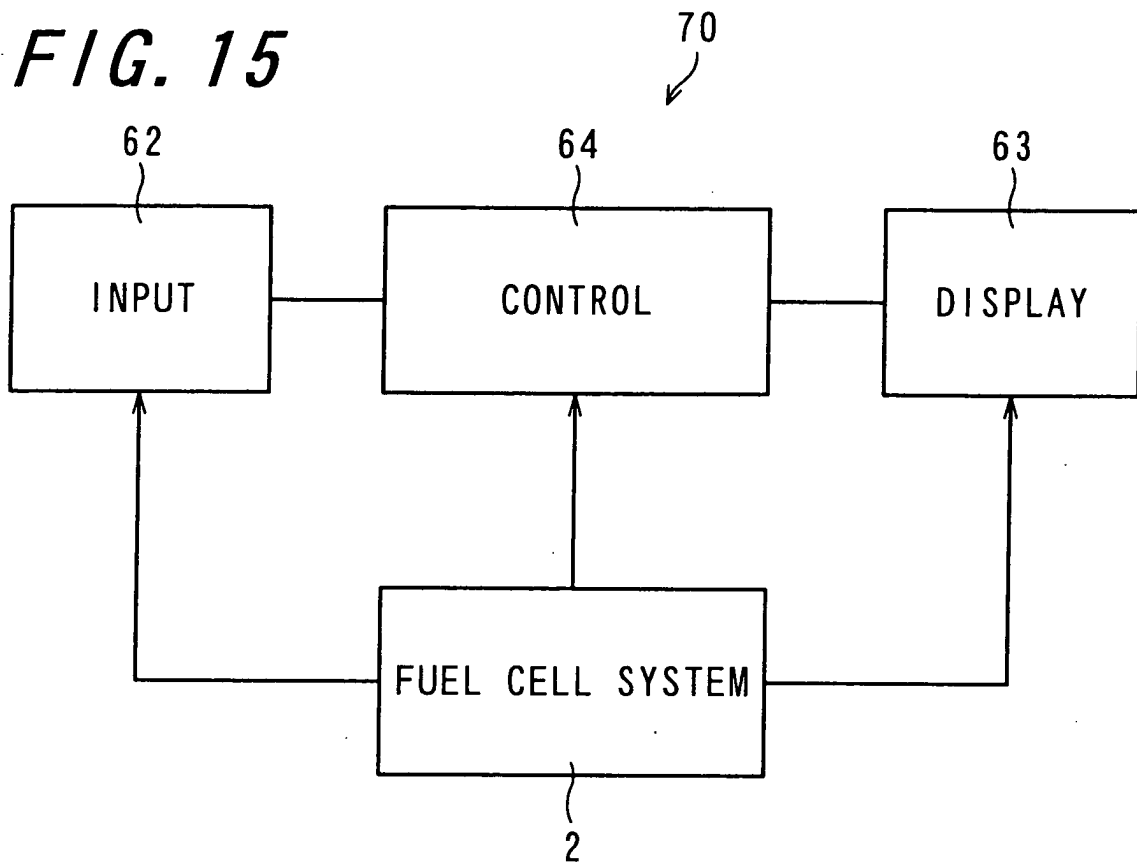 FIG. 15
70
62
64
63
INPUT
CONTROL
DISPLAY
FUEL CELL SYSTEM
2